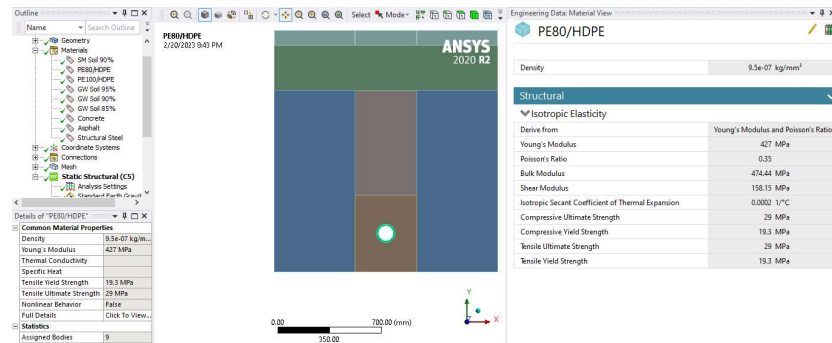 Outline
Name
Search Outline
Geometry
Materials
SM Soil 90%
PE80/HDPE
PE100/HDPE
GW Soil 95%
GW Soil 90%
GW Soil 85%
Concrete
Asphalt
Structural Steel
Coordinate Systems
Connections
Mesh
Static Structural (C5)
Analysis Settings
Standard Earth Gravit
Details of "PE80/HDPE"
Common Material Properties
Density 9.5e-07 kg/m...
Young's Modulus 427 MPa
Thermal Conductivity
Specific Heat
Tensile Yield Strength 19.3 MPa
Tensile Ultimate Strength 29 MPa
Nonlinear Behavior False
Full Details Click To View...
Statistics
Assigned Bodies 9
Select Mode
PE80/HDPE
2/20/2023 8:43 PM
ANSYS
2020 R2
Y
X
0.00 700.00 (mm)
350.00
Engineering Data: Material View
PE80/HDPE
Density 9.5e-07 kg/mm³
Structural
Isotropic Elasticity
Derive from Young's Modulus and Poisson's Ratio
Young's Modulus 427 MPa
Poisson's Ratio 0.35
Bulk Modulus 474.44 MPa
Shear Modulus 158.15 MPa
Isotropic Secant Coefficient of Thermal Expansion 0.0002 1/°C
Compressive Ultimate Strength 29 MPa
Compressive Yield Strength 19.3 MPa
Tensile Ultimate Strength 29 MPa
Tensile Yield Strength 19.3 MPa